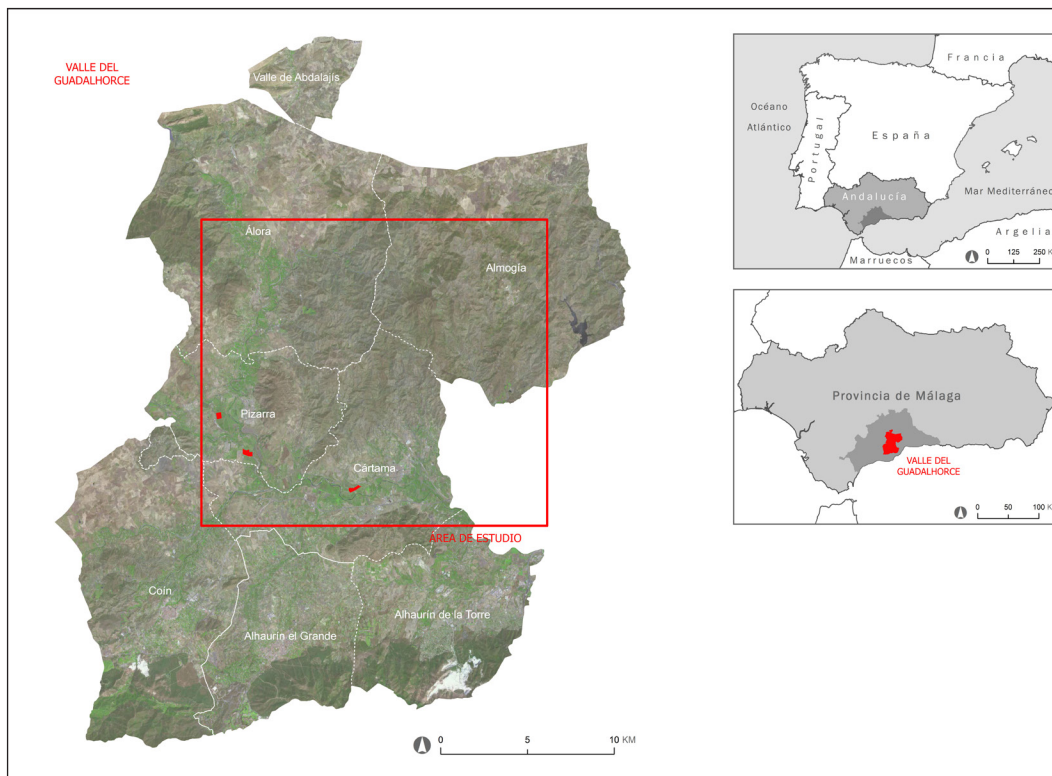 VALLE DEL
GUADALHORCE
Valle de Abdalajís
Álora
Almogía
Pizarra
Cártama
ÁREA DE ESTUDIO
Coín
Alhaurín de la Torre
Alhaurín el Grande
0 5 10 KM
Francia
Océano
Atlántico
Portugal
España
Andalucía
Mar Mediterráneo
Argelia
Marruecos
0 125 250 K
Provincia de Málaga
VALLE DEL
GUADALHORCE
0 50 100 K